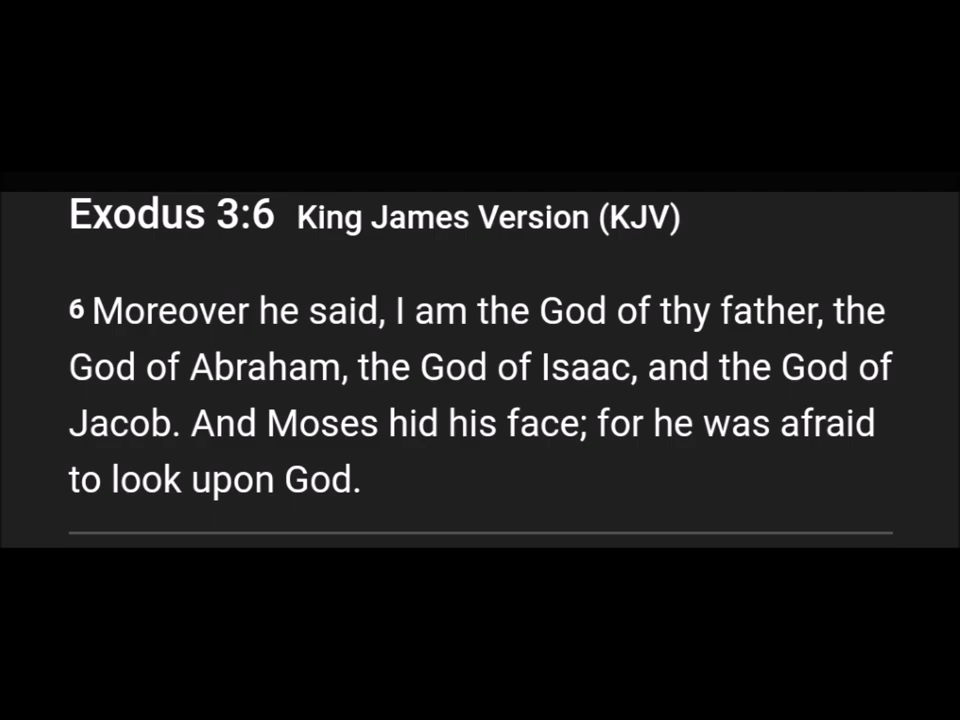 Exodus 3:6 King James Version (KJV)
6 Moreover he said, I am the God of thy father, the
God of Abraham, the God of Isaac, and the God of
Jacob. And Moses hid his face; for he was afraid
to look upon God.